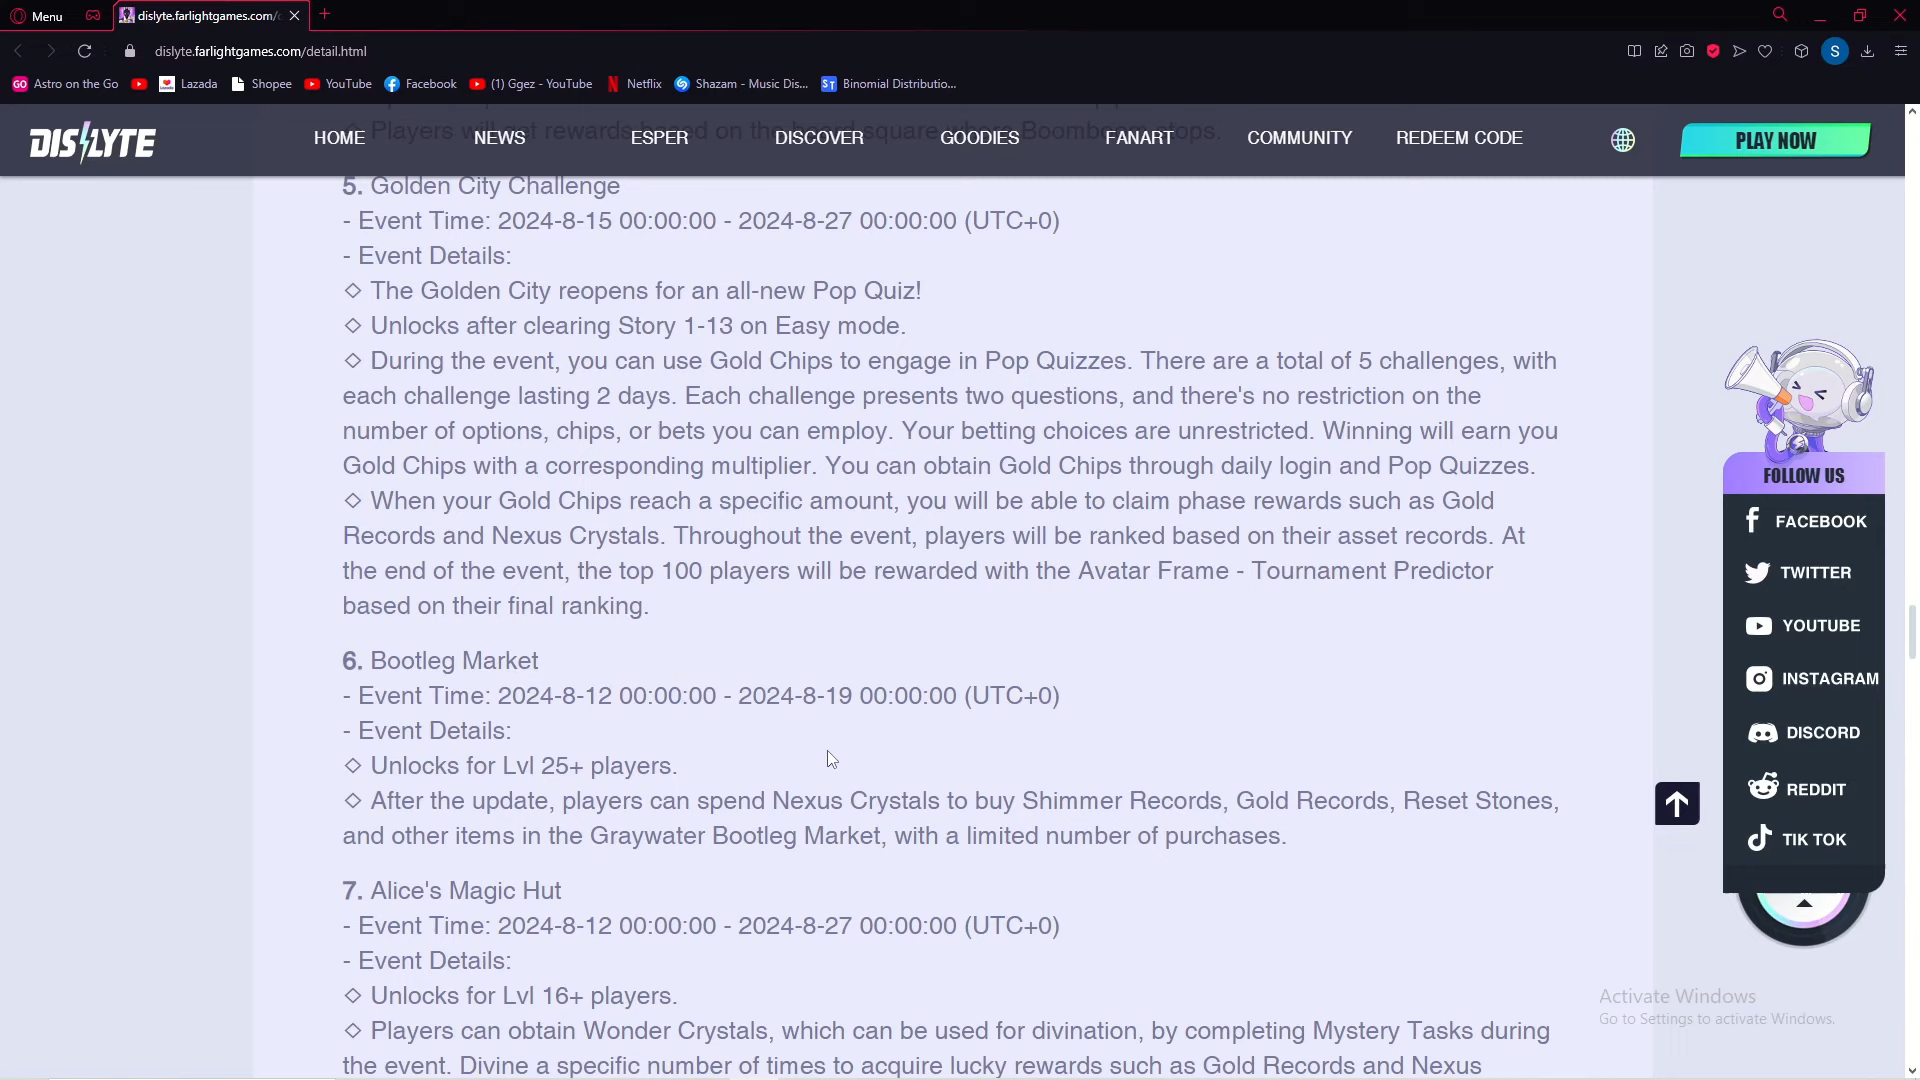 Menu
dislyte.farlightgames.com/
dislyte.farlightgames.com/detail.html
S
GO Astro on the Go
Lazada
Shopee
YouTube
Facebook
(1) Ggez - YouTube
Netflix
Shazam - Music Dis...
ST Binomial Distributio...
DISLYTE
HOME
NEWS
ESPER
DISCOVER
GOODIES
FANART
COMMUNITY
REDEEM CODE
PLAY NOW
5. Golden City Challenge
- Event Time: 2024-8-15 00:00:00 - 2024-8-27 00:00:00 (UTC+0)
- Event Details:
◇ The Golden City reopens for an all-new Pop Quiz!
◇ Unlocks after clearing Story 1-13 on Easy mode.
◇ During the event, you can use Gold Chips to engage in Pop Quizzes. There are a total of 5 challenges, with
each challenge lasting 2 days. Each challenge presents two questions, and there's no restriction on the
number of options, chips, or bets you can employ. Your betting choices are unrestricted. Winning will earn you
Gold Chips with a corresponding multiplier. You can obtain Gold Chips through daily login and Pop Quizzes.
◇ When your Gold Chips reach a specific amount, you will be able to claim phase rewards such as Gold
Records and Nexus Crystals. Throughout the event, players will be ranked based on their asset records. At
the end of the event, the top 100 players will be rewarded with the Avatar Frame - Tournament Predictor
based on their final ranking.
6. Bootleg Market
- Event Time: 2024-8-12 00:00:00 - 2024-8-19 00:00:00 (UTC+0)
- Event Details:
◇ Unlocks for Lvl 25+ players.
◇ After the update, players can spend Nexus Crystals to buy Shimmer Records, Gold Records, Reset Stones,
and other items in the Graywater Bootleg Market, with a limited number of purchases.
7. Alice's Magic Hut
- Event Time: 2024-8-12 00:00:00 - 2024-8-27 00:00:00 (UTC+0)
- Event Details:
◇ Unlocks for Lvl 16+ players.
◇ Players can obtain Wonder Crystals, which can be used for divination, by completing Mystery Tasks during
the event. Divine a specific number of times to acquire lucky rewards such as Gold Records and Nexus
FOLLOW US
FACEBOOK
TWITTER
YOUTUBE
INSTAGRAM
DISCORD
REDDIT
TIK TOK
Activate Windows
Go to Settings to activate Windows.